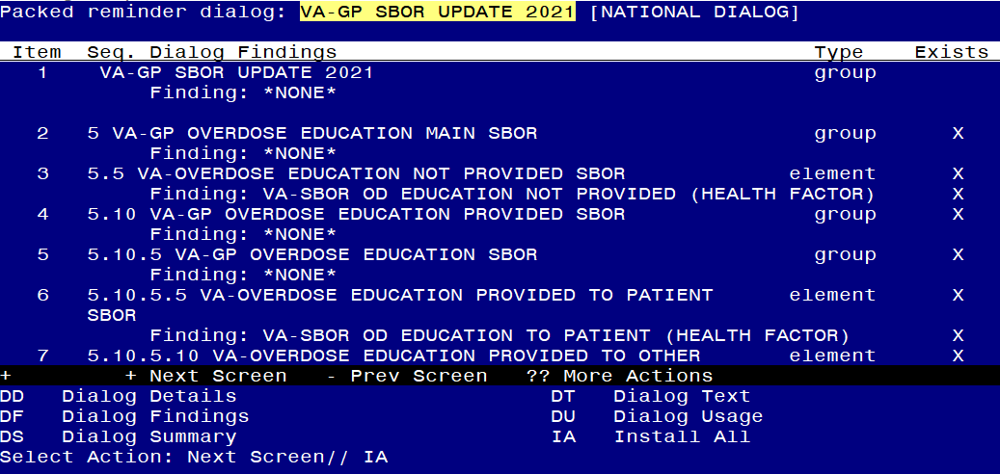 Packed reminder dialog: VA-GP SBOR UPDATE 2021 [NATIONAL DIALOG]
Item Seq. Dialog Findings Type Exists
1 VA-GP SBOR UPDATE 2021 group
Finding: *NONE*
2 5 VA-GP OVERDOSE EDUCATION MAIN SBOR group X
Finding: *NONE*
3 5.5 VA-OVERDOSE EDUCATION NOT PROVIDED SBOR element X
Finding: VA-SBOR OD EDUCATION NOT PROVIDED (HEALTH FACTOR) X
4 5.10 VA-GP OVERDOSE EDUCATION PROVIDED SBOR group X
Finding: *NONE*
5 5.10.5 VA-GP OVERDOSE EDUCATION SBOR group X
Finding: *NONE*
6 5.10.5.5 VA-OVERDOSE EDUCATION PROVIDED TO PATIENT element X
SBOR
Finding: VA-SBOR OD EDUCATION TO PATIENT (HEALTH FACTOR) X
7 5.10.5.10 VA-OVERDOSE EDUCATION PROVIDED TO OTHER element X
+ + Next Screen - Prev Screen ?? More Actions
DD Dialog Details DT Dialog Text
DF Dialog Findings DU Dialog Usage
DS Dialog Summary IA Install All
Select Action: Next Screen// IA